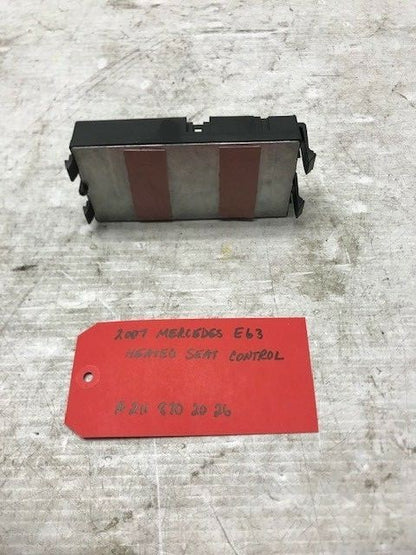 2007 MERCEDES E63
HEATED SEAT CONTROL
A 211 870 20 26